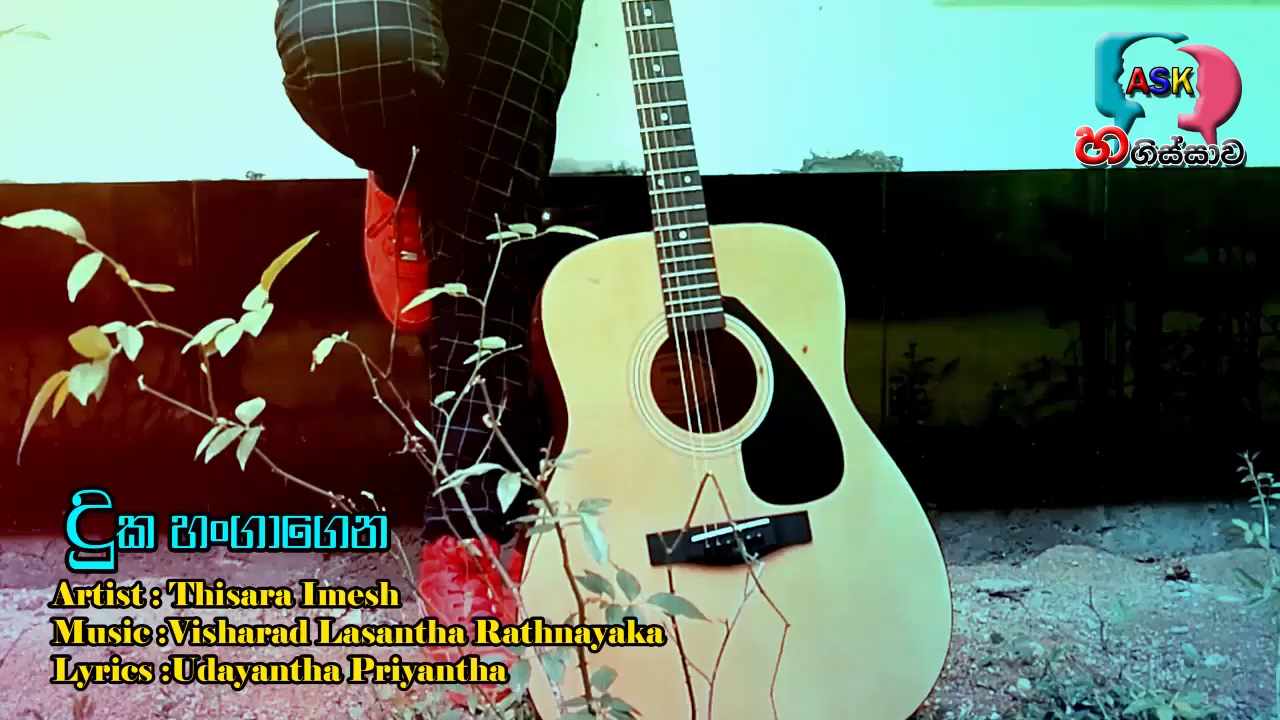 ASK
හගිස්සාව
දුක හංගාගෙන
Artist : Thisara Imesh
Music :Visharad Lasantha Rathnayaka
Lyrics :Udayantha Priyantha